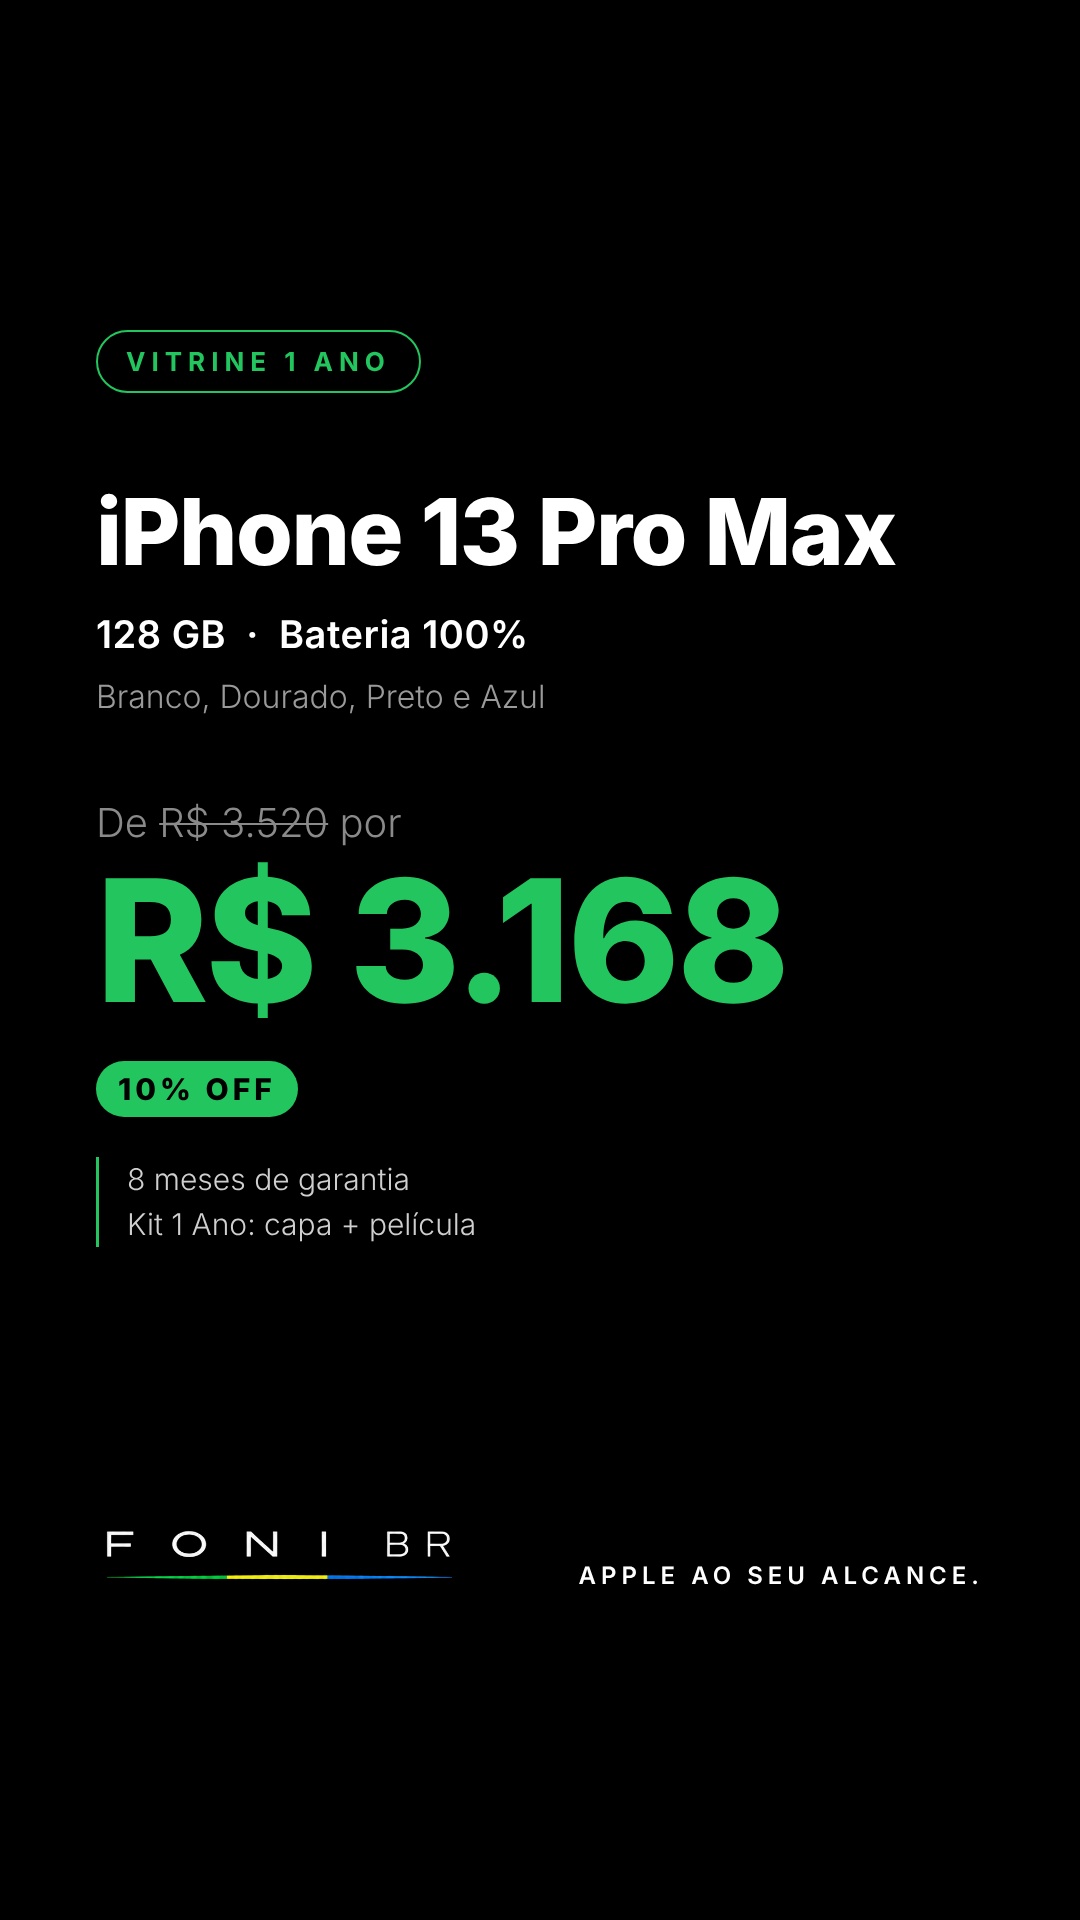 VITRINE 1 ANO
iPhone 13 Pro Max
128 GB · Bateria 100%
Branco, Dourado, Preto e Azul
De R$ 3.520 por
R$ 3.168
10% OFF
8 meses de garantia
Kit 1 Ano: capa + película
FONI BR
APPLE AO SEU ALCANCE.